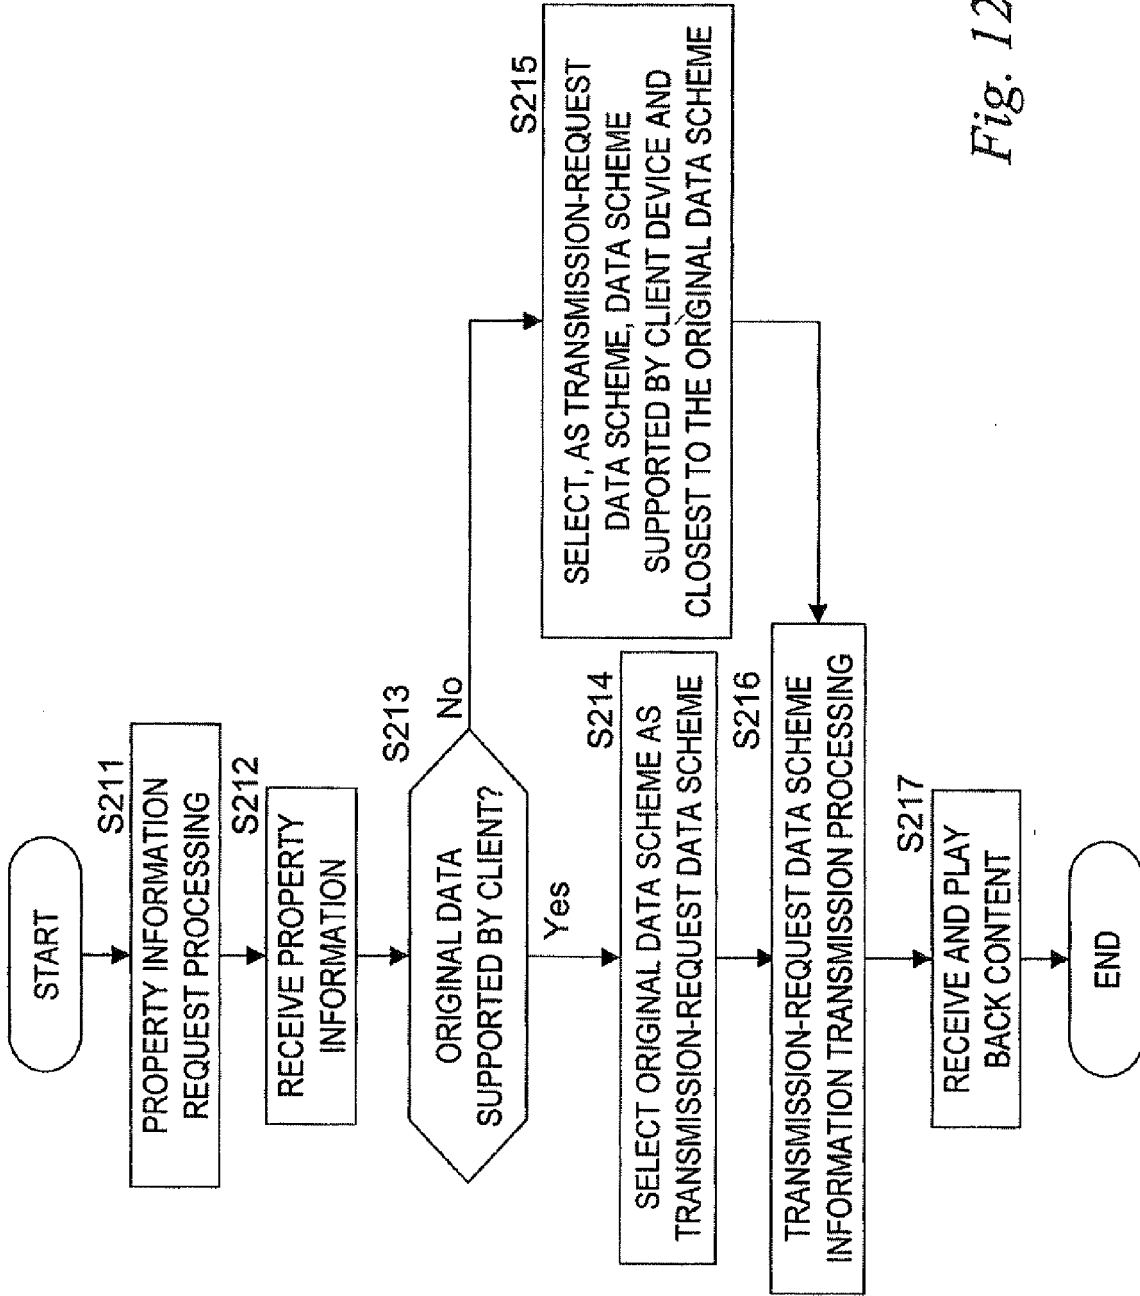 START
S211
PROPERTY INFORMATION
REQUEST PROCESSING
S212
RECEIVE PROPERTY
INFORMATION
S213
ORIGINAL DATA
SUPPORTED BY CLIENT?
No
Yes
S214
SELECT ORIGINAL DATA SCHEME AS
TRANSMISSION-REQUEST DATA SCHEME
S215
SELECT, AS TRANSMISSION-REQUEST
DATA SCHEME, DATA SCHEME
SUPPORTED BY CLIENT DEVICE AND
CLOSEST TO THE ORIGINAL DATA SCHEME
S216
TRANSMISSION-REQUEST DATA SCHEME
INFORMATION TRANSMISSION PROCESSING
S217
RECEIVE AND PLAY
BACK CONTENT
END
Fig. 12